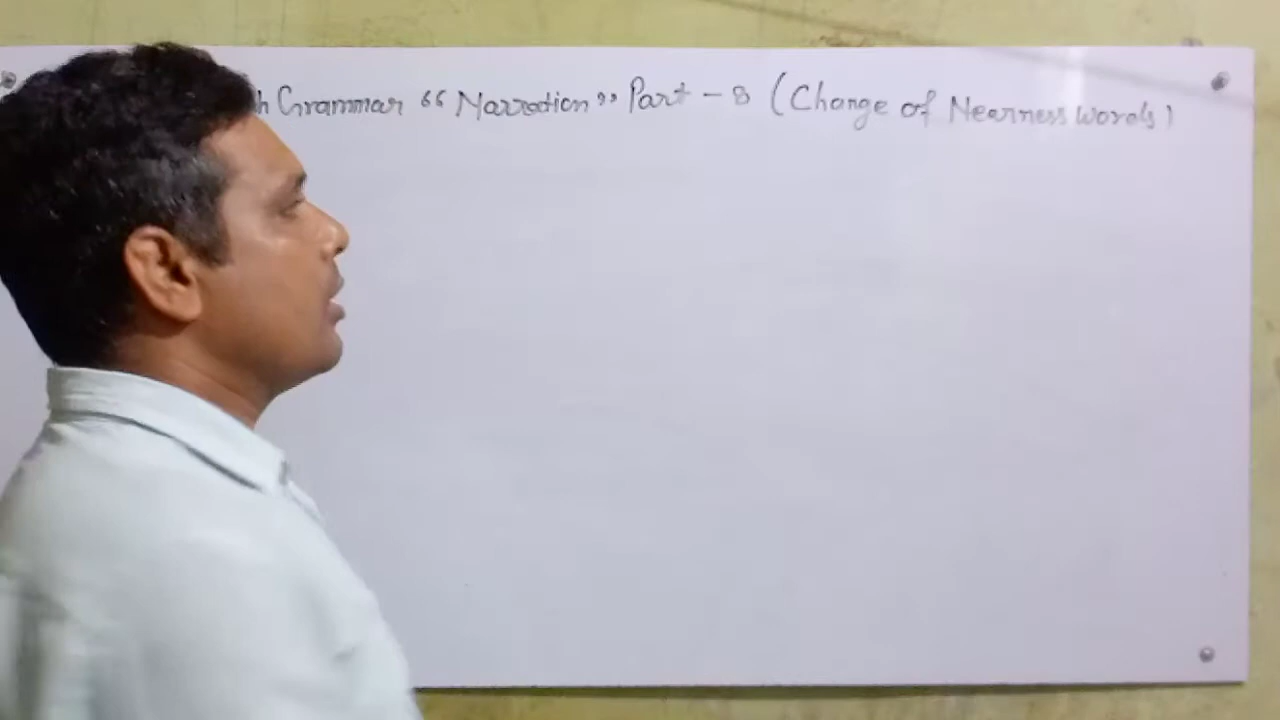 Grammar “ Narration ” Part - 8 (Change of Nearness Words)